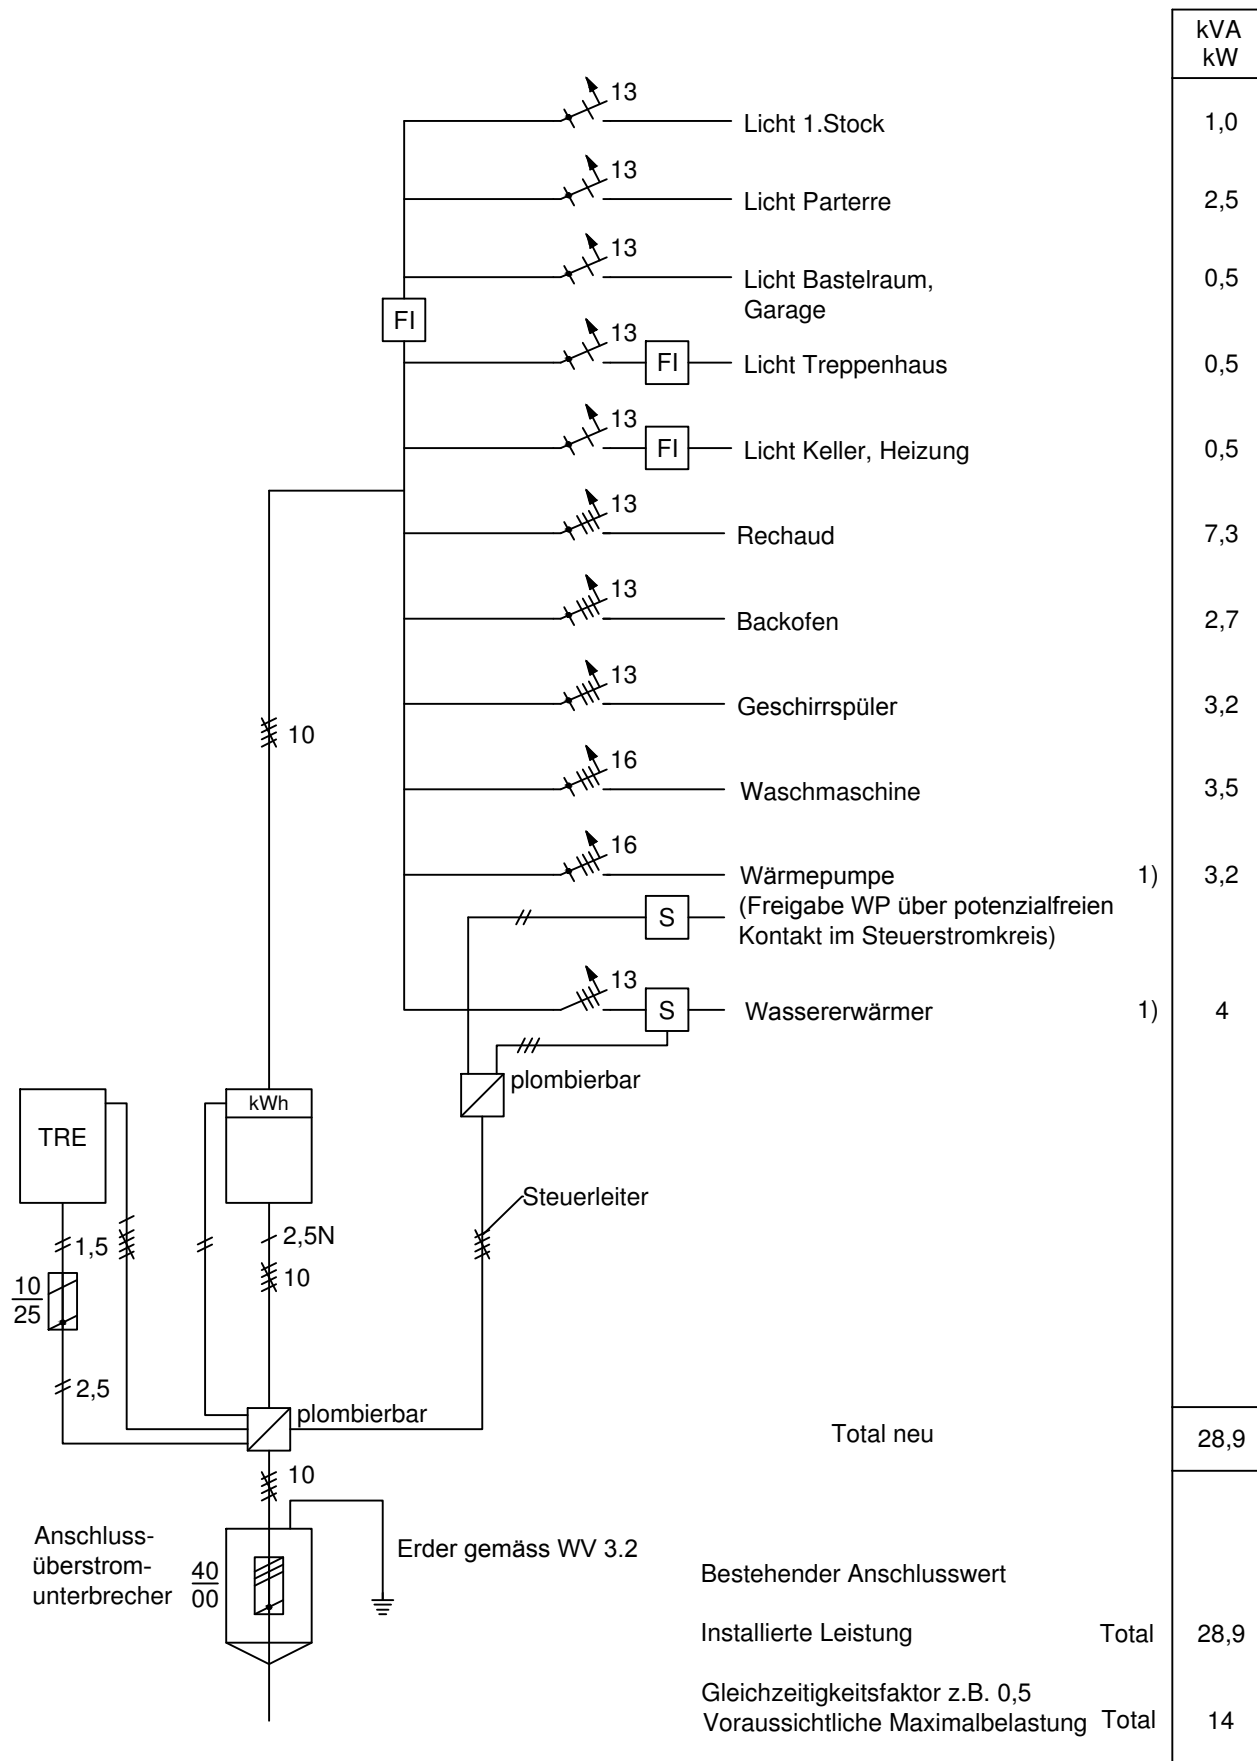 kVA
kW
13
Licht 1.Stock 1,0
13
Licht Parterre 2,5
13
Licht Bastelraum, 0,5
Garage
FI
13
FI Licht Treppenhaus 0,5
13
FI Licht Keller, Heizung 0,5
13
Rechaud 7,3
13
Backofen 2,7
13
Geschirrspüler 3,2
10
16
Waschmaschine 3,5
16
Wärmepumpe 1) 3,2
(Freigabe WP über potenzialfreien
Kontakt im Steuerstromkreis)
S
13
S Wassererwärmer 1) 4
plombierbar
kWh
TRE
Steuerleiter
1,5
2,5N
10
10
25
2,5
plombierbar
Total neu 28,9
10
Anschluss-
überstrom-
unterbrecher
40
00
Erder gemäss WV 3.2
Bestehender Anschlusswert
Installierte Leistung Total 28,9
Gleichzeitigkeitsfaktor z.B. 0,5
Voraussichtliche Maximalbelastung Total 14